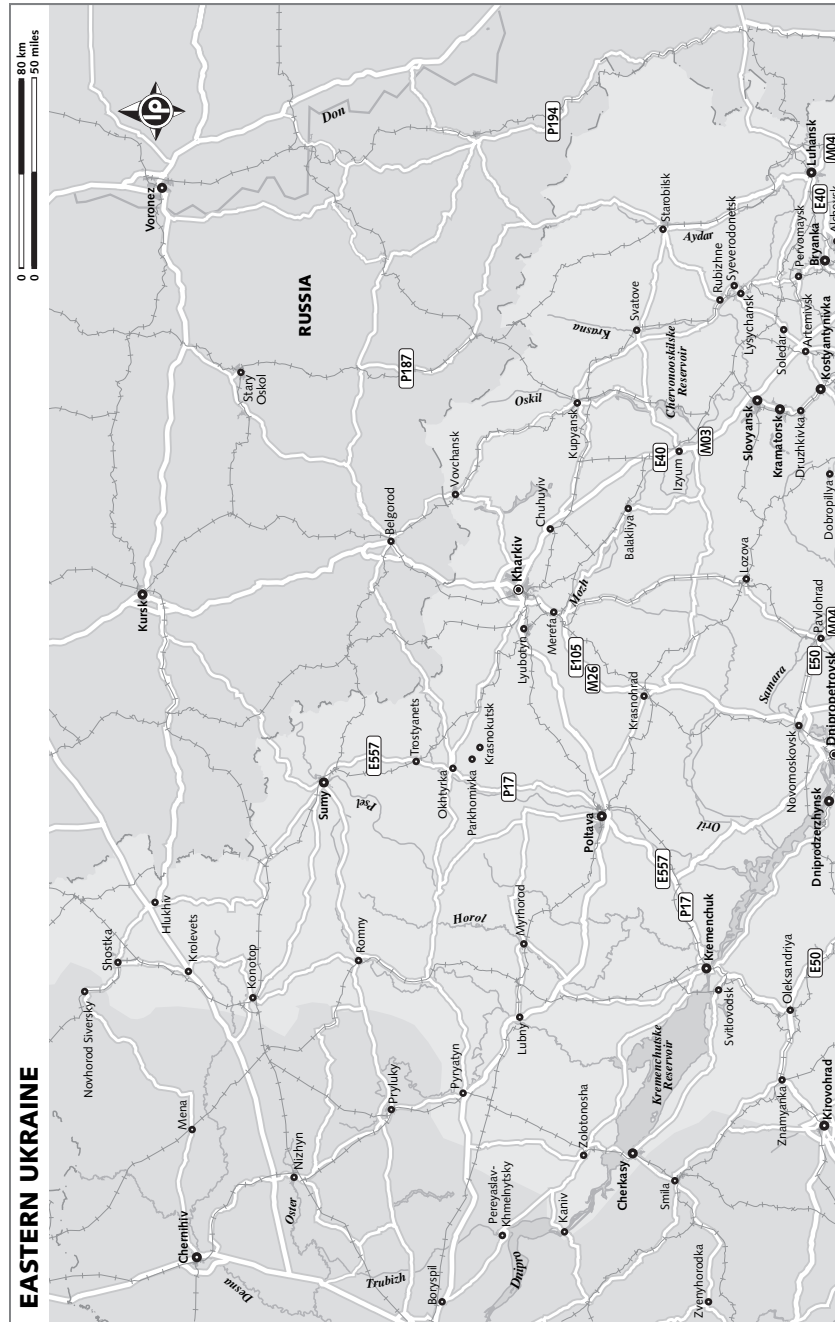 EASTERN UKRAINE
0
80 km
0
50 miles
LP
Don
Voronez
RUSSIA
P194
P187
Stary
Oskol
Kursk
Belgorod
Vovchansk
Oskil
Krasna
Aydar
Starobilsk
Svatove
Rubizhne
Syeverodonetsk
Lysychansk
Pervomaysk
Luhansk
M04
E40
Bryanka
Soledar
Artemivsk
Kostyantynivka
Chervonooskilske
Reservoir
Kupyansk
E40
Izyum
M03
Slovyansk
Kramatorsk
Druzhkivka
Dobropillya
Chuhuyiv
Balakliya
Kharkiv
Lyubotyn
Merefa
Mozh
E105
M26
Lozova
Krasnohrad
Samara
Pavlohrad
E50
M04
Novomoskovsk
Dnipropetrovsk
Dniprodzerzhynsk
Oril
Sumy
E557
Psel
Trostyanets
Okhtyrka
Krasnokutsk
Parkhomivka
P17
Poltava
E557
P17
Kremenchuk
Svitlovodsk
Oleksandriya
E50
Shostka
Hlukhiv
Krolevets
Novhorod Siversky
Konotop
Romny
Horol
Myrhorod
Lubny
Kremenchutske
Reservoir
Znamyanka
Kirovohrad
Mena
Chernihiv
Desna
Nizhyn
Oster
Pryluky
Pyryatyn
Zolotonosha
Pereyaslav-
Khmelnytsky
Trubizh
Boryspil
Dnipro
Kaniv
Cherkasy
Smila
Zvenyhorodka